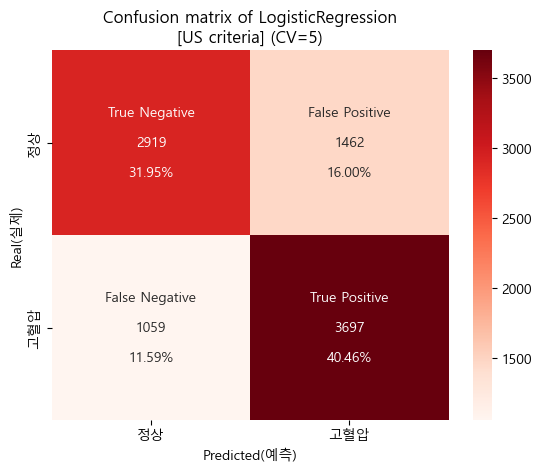 Confusion matrix of LogisticRegression
[US criteria] (CV=5)
True Negative
2919
31.95%
False Positive
1462
16.00%
False Negative
1059
11.59%
True Positive
3697
40.46%
정상
고혈압
Real(실제)
정상
고혈압
Predicted(예측)
3500
3000
2500
2000
1500